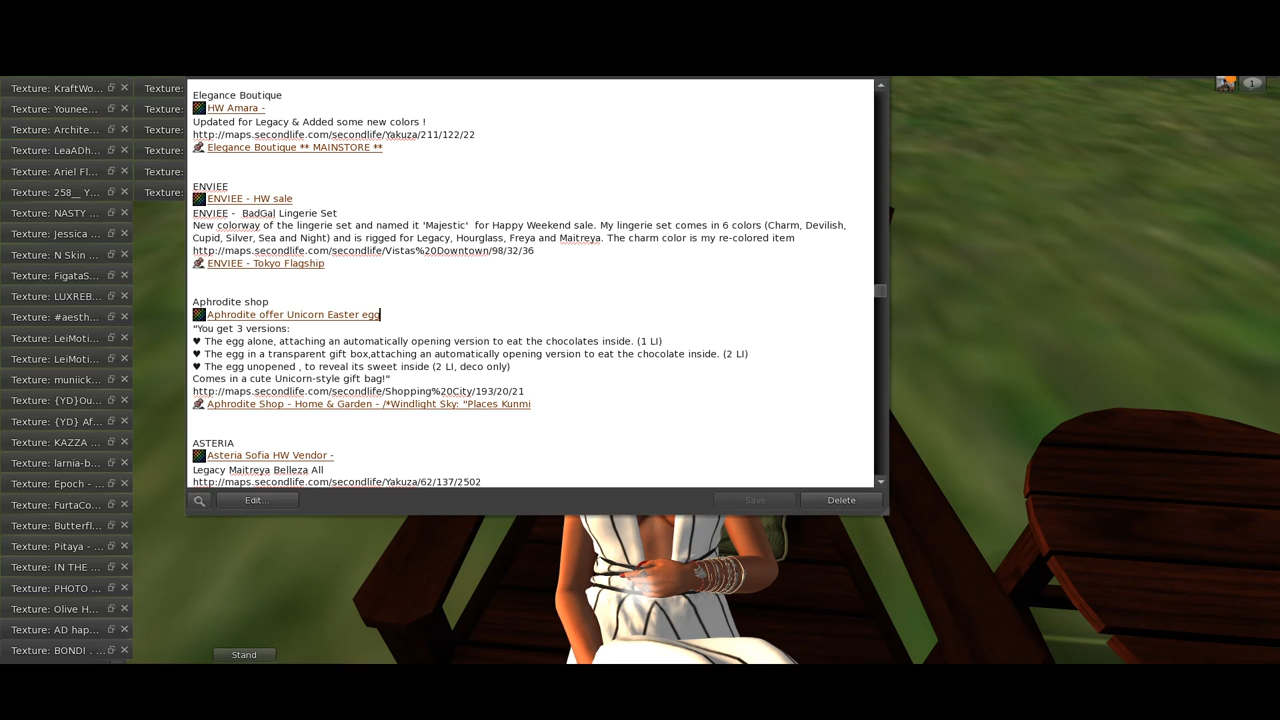 Texture: KraftWo...
Texture: Younee...
Texture: Archite...
Texture: LeaADh...
Texture: Ariel Fl...
Texture: 258__ Y...
Texture: NASTY ...
Texture: Jessica ...
Texture: N Skin ...
Texture: FigataS...
Texture: LUXREB...
Texture: #aesth...
Texture: LeiMoti...
Texture: LeiMoti...
Texture: muniick...
Texture: {YD}Ou...
Texture: {YD} Af...
Texture: KAZZA ...
Texture: larnia-b...
Texture: Epoch - ...
Texture: FurtaCo...
Texture: Butterfl...
Texture: Pitaya - ...
Texture: IN THE ...
Texture: PHOTO ...
Texture: Olive H...
Texture: AD hap...
Texture: BONDI . ...
Texture:
Texture:
Texture:
Texture:
Texture:
Texture:
Elegance Boutique
HW Amara -
Updated for Legacy & Added some new colors !
http://maps.secondlife.com/secondlife/Yakuza/211/122/22
Elegance Boutique ** MAINSTORE **
ENVIEE
ENVIEE - HW sale
ENVIEE -  BadGal Lingerie Set
New colorway of the lingerie set and named it 'Majestic'  for Happy Weekend sale. My lingerie set comes in 6 colors (Charm, Devilish,
Cupid, Silver, Sea and Night) and is rigged for Legacy, Hourglass, Freya and Maitreya. The charm color is my re-colored item
http://maps.secondlife.com/secondlife/Vistas%20Downtown/98/32/36
ENVIEE - Tokyo Flagship
Aphrodite shop
Aphrodite offer Unicorn Easter egg
"You get 3 versions:
♥ The egg alone, attaching an automatically opening version to eat the chocolates inside. (1 LI)
♥ The egg in a transparent gift box,attaching an automatically opening version to eat the chocolate inside. (2 LI)
♥ The egg unopened , to reveal its sweet inside (2 LI, deco only)
Comes in a cute Unicorn-style gift bag!"
http://maps.secondlife.com/secondlife/Shopping%20City/193/20/21
Aphrodite Shop - Home & Garden - /*Windlight Sky: "Places Kunmi
ASTERIA
Asteria Sofia HW Vendor -
Legacy Maitreya Belleza All
http://maps.secondlife.com/secondlife/Yakuza/62/137/2502
Edit...
Save
Delete
1
Stand